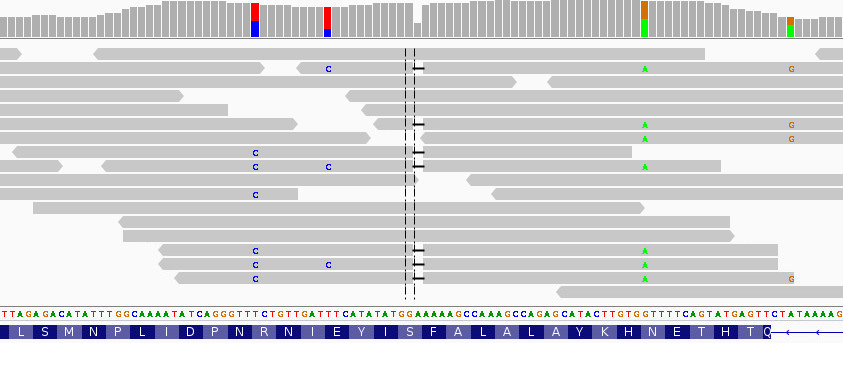 C A G
A G
A G
C
C C A
C
C A
C C A
C A G
TTAGAGACATATTTGGCAAAATATCAGGGTTTCTGTTGATTTCATATATGGAAAAAGCCAAAGCCAGAGCATACTTGTGGTTTTCAGTATGAGTTCTATAAAAG
L S M N P L I D P N R N I E Y I S F A L A L A Y K H N E T H T Q